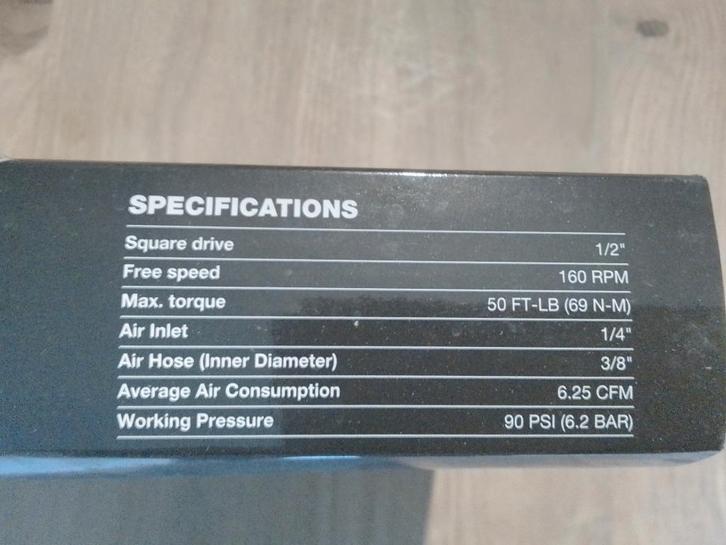 SPECIFICATIONS
Square drive 1/2"
Free speed 160 RPM
Max. torque 50 FT-LB (69 N-M)
Air Inlet 1/4"
Air Hose (Inner Diameter) 3/8"
Average Air Consumption 6.25 CFM
Working Pressure 90 PSI (6.2 BAR)